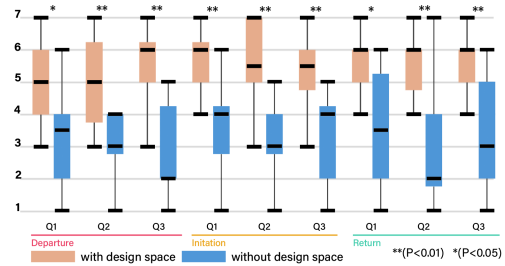 * ** ** ** ** ** * ** **
7
6
5
4
3
2
1
Q1 Q2 Q3 Q1 Q2 Q3 Q1 Q2 Q3
Departure Initation Return
with design space without design space **(P<0.01) *(P<0.05)